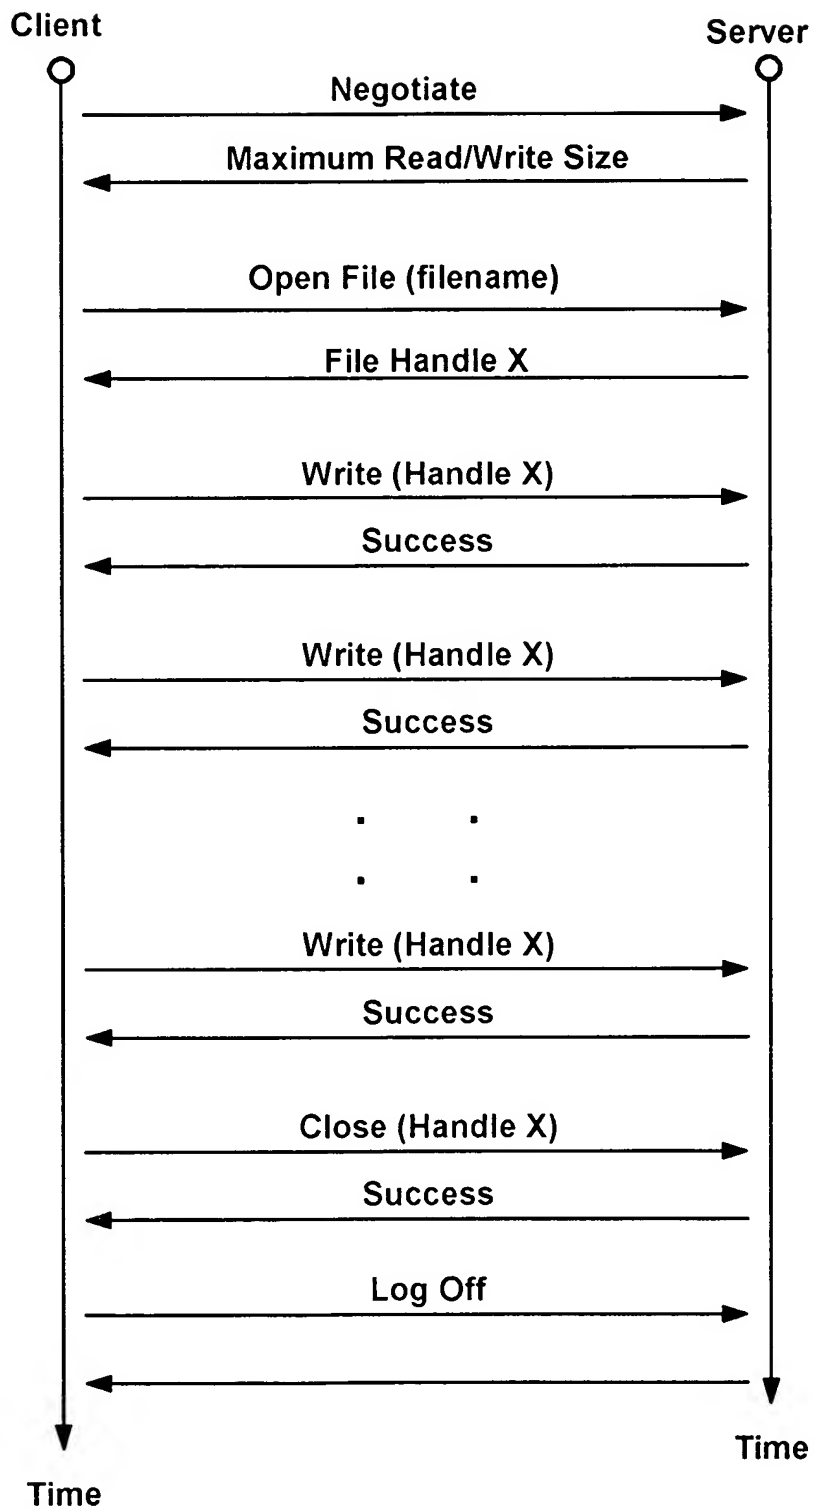 Client
Server
Negotiate
Maximum Read/Write Size
Open File (filename)
File Handle X
Write (Handle X)
Success
Write (Handle X)
Success
Write (Handle X)
Success
Close (Handle X)
Success
Log Off
Time
Time